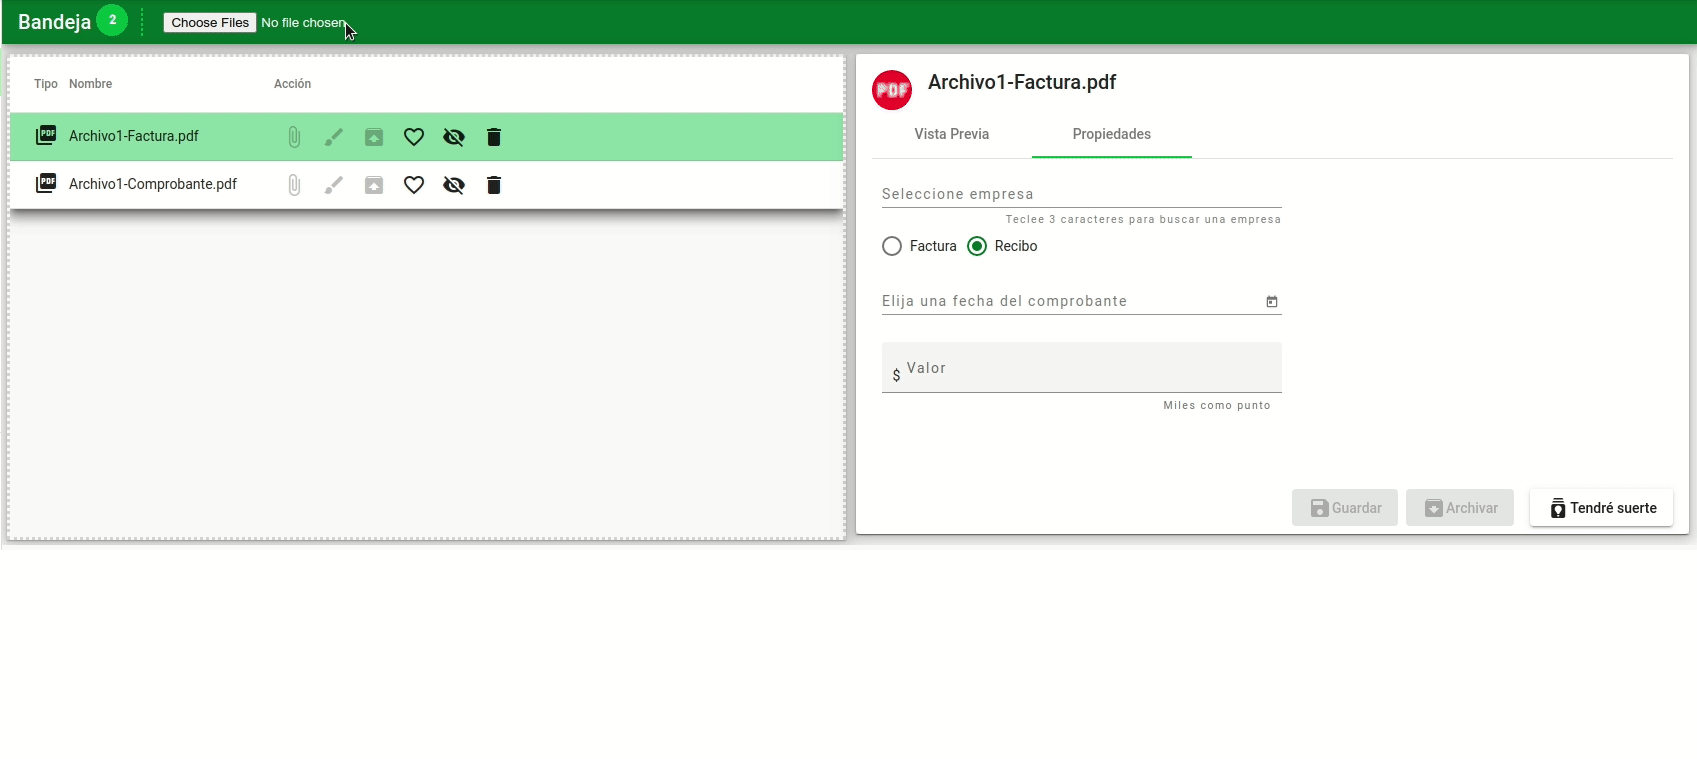 Bandeja 2 Choose Files No file chosen
Tipo Nombre Acción
PDF Archivo1-Factura.pdf
PDF Archivo1-Comprobante.pdf
PDF Archivo1-Factura.pdf
Vista Previa Propiedades
Seleccione empresa
Teclee 3 caracteres para buscar una empresa
Factura Recibo
Elija una fecha del comprobante
$ Valor
Miles como punto
Guardar Archivar Tendré suerte